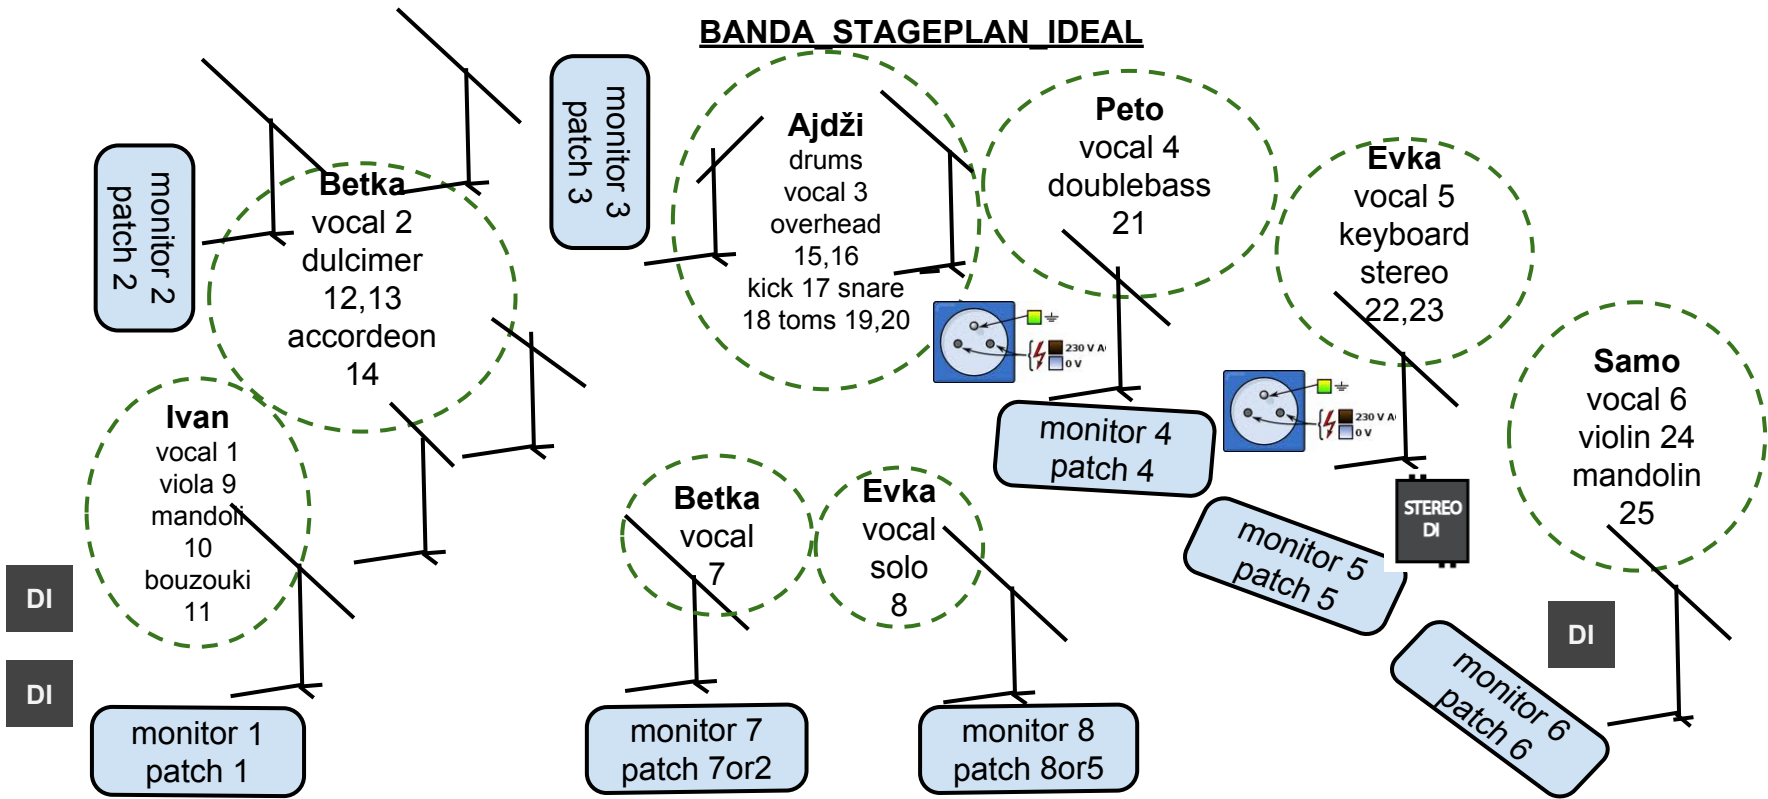 BANDA_STAGEPLAN_IDEAL
monitor 2
patch 2
Betka
vocal 2
dulcimer
12,13
accordeon
14
monitor 3
patch 3
Ajdži
drums
vocal 3
overhead
15,16
kick 17 snare
18 toms 19,20
Peto
vocal 4
doublebass
21
Evka
vocal 5
keyboard
stereo
22,23
230 V A
0 V
230 V A
0 V
Samo
vocal 6
violin 24
mandolin
25
Ivan
vocal 1
viola 9
mandoli
10
bouzouki
11
DI
DI
monitor 1
patch 1
Betka
vocal
7
monitor 7
patch 7or2
Evka
vocal
solo
8
monitor 8
patch 8or5
monitor 4
patch 4
monitor 5
patch 5
STEREO
DI
DI
monitor 6
patch 6